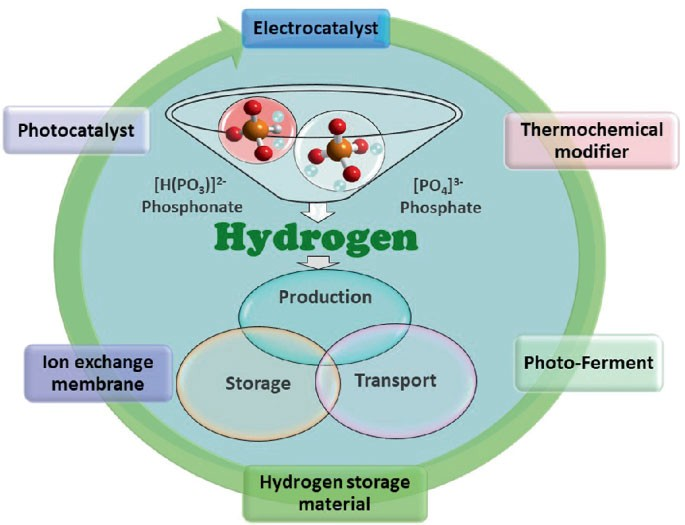 Electrocatalyst
Photocatalyst
Thermochemical
modifier
[H(PO₃)]²⁻
Phosphonate
[PO₄]³⁻
Phosphate
Hydrogen
Production
Storage
Transport
Ion exchange
membrane
Photo-Ferment
Hydrogen storage
material